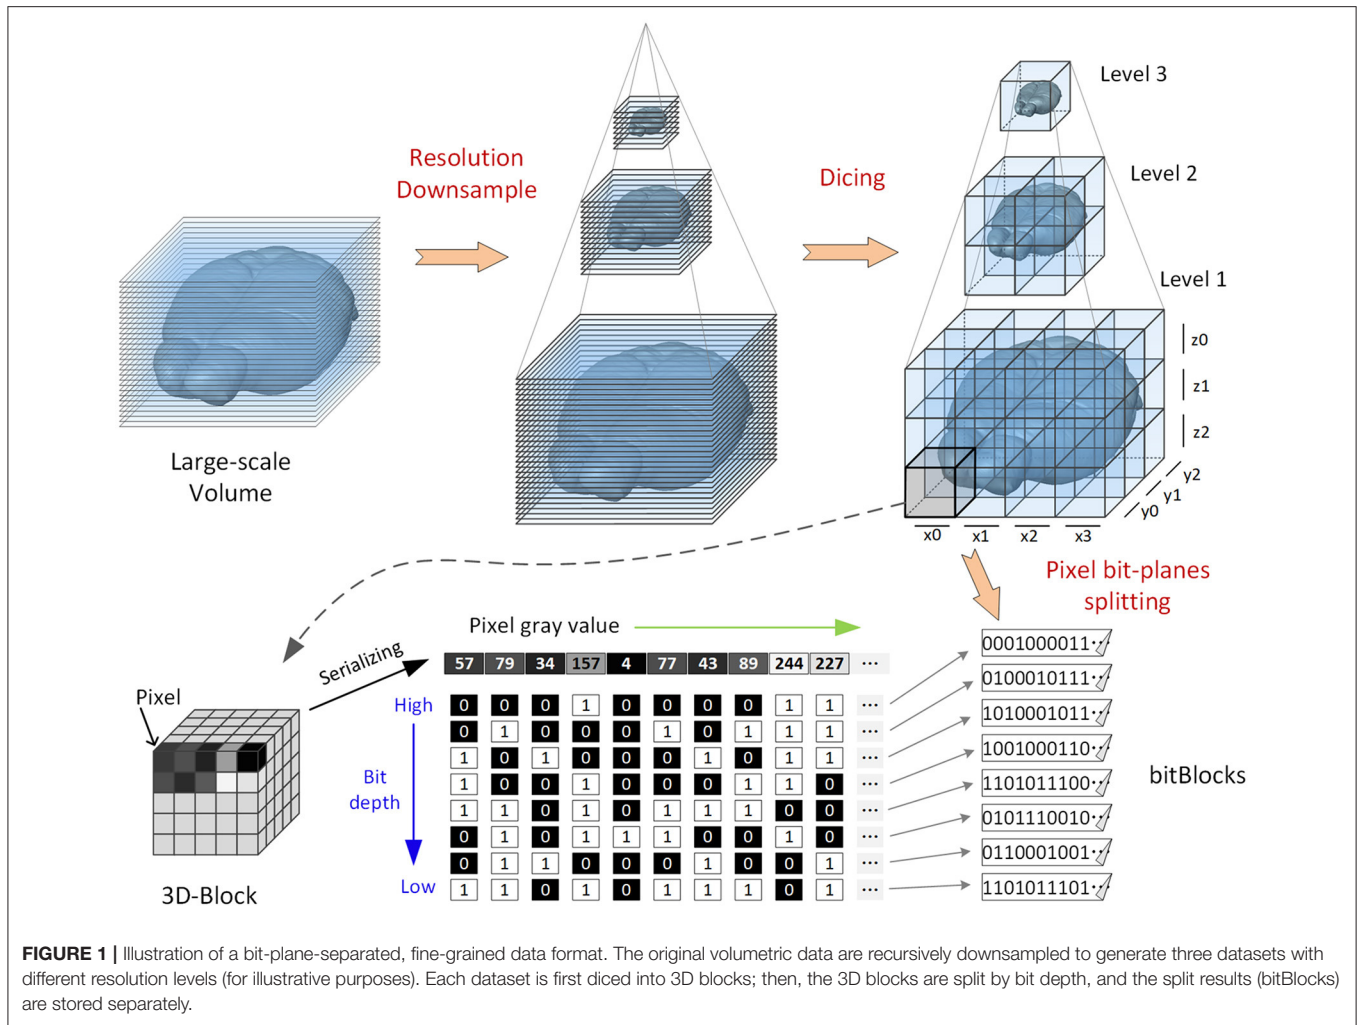 Level 3
Resolution
Downsample
Dicing
Level 2
Level 1
z0
z1
z2
y2
y1
y0
x0 x1 x2 x3
Large-scale
Volume
Pixel bit-planes
splitting
Pixel gray value
Serializing
57 79 34 157 4 77 43 89 244 227 ...
Pixel
High
Bit
depth
Low
0 0 0 1 0 0 0 0 1 1 ...
0 1 0 0 0 1 0 1 1 1 ...
1 0 1 0 0 0 1 0 1 1 ...
1 0 0 1 0 0 0 1 1 0 ...
1 1 0 1 0 1 1 1 0 0 ...
0 1 0 1 1 1 0 0 1 0 ...
0 1 1 0 0 0 1 0 0 1 ...
1 1 0 1 0 1 1 1 0 1 ...
0001000011..
0100010111..
1010001011..
1001000110..
1101011100..
0101110010..
0110001001..
1101011101..
bitBlocks
3D-Block
FIGURE 1 | Illustration of a bit-plane-separated, fine-grained data format. The original volumetric data are recursively downsampled to generate three datasets with
different resolution levels (for illustrative purposes). Each dataset is first diced into 3D blocks; then, the 3D blocks are split by bit depth, and the split results (bitBlocks)
are stored separately.